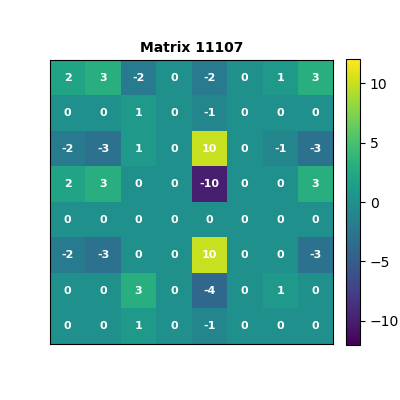 Matrix 11107
2 3 -2 0 -2 0 1 3
0 0 1 0 -1 0 0 0
-2 -3 1 0 10 0 -1 -3
2 3 0 0 -10 0 0 3
0 0 0 0 0 0 0 0
-2 -3 0 0 10 0 0 -3
0 0 3 0 -4 0 1 0
0 0 1 0 -1 0 0 0
10
5
0
−5
−10